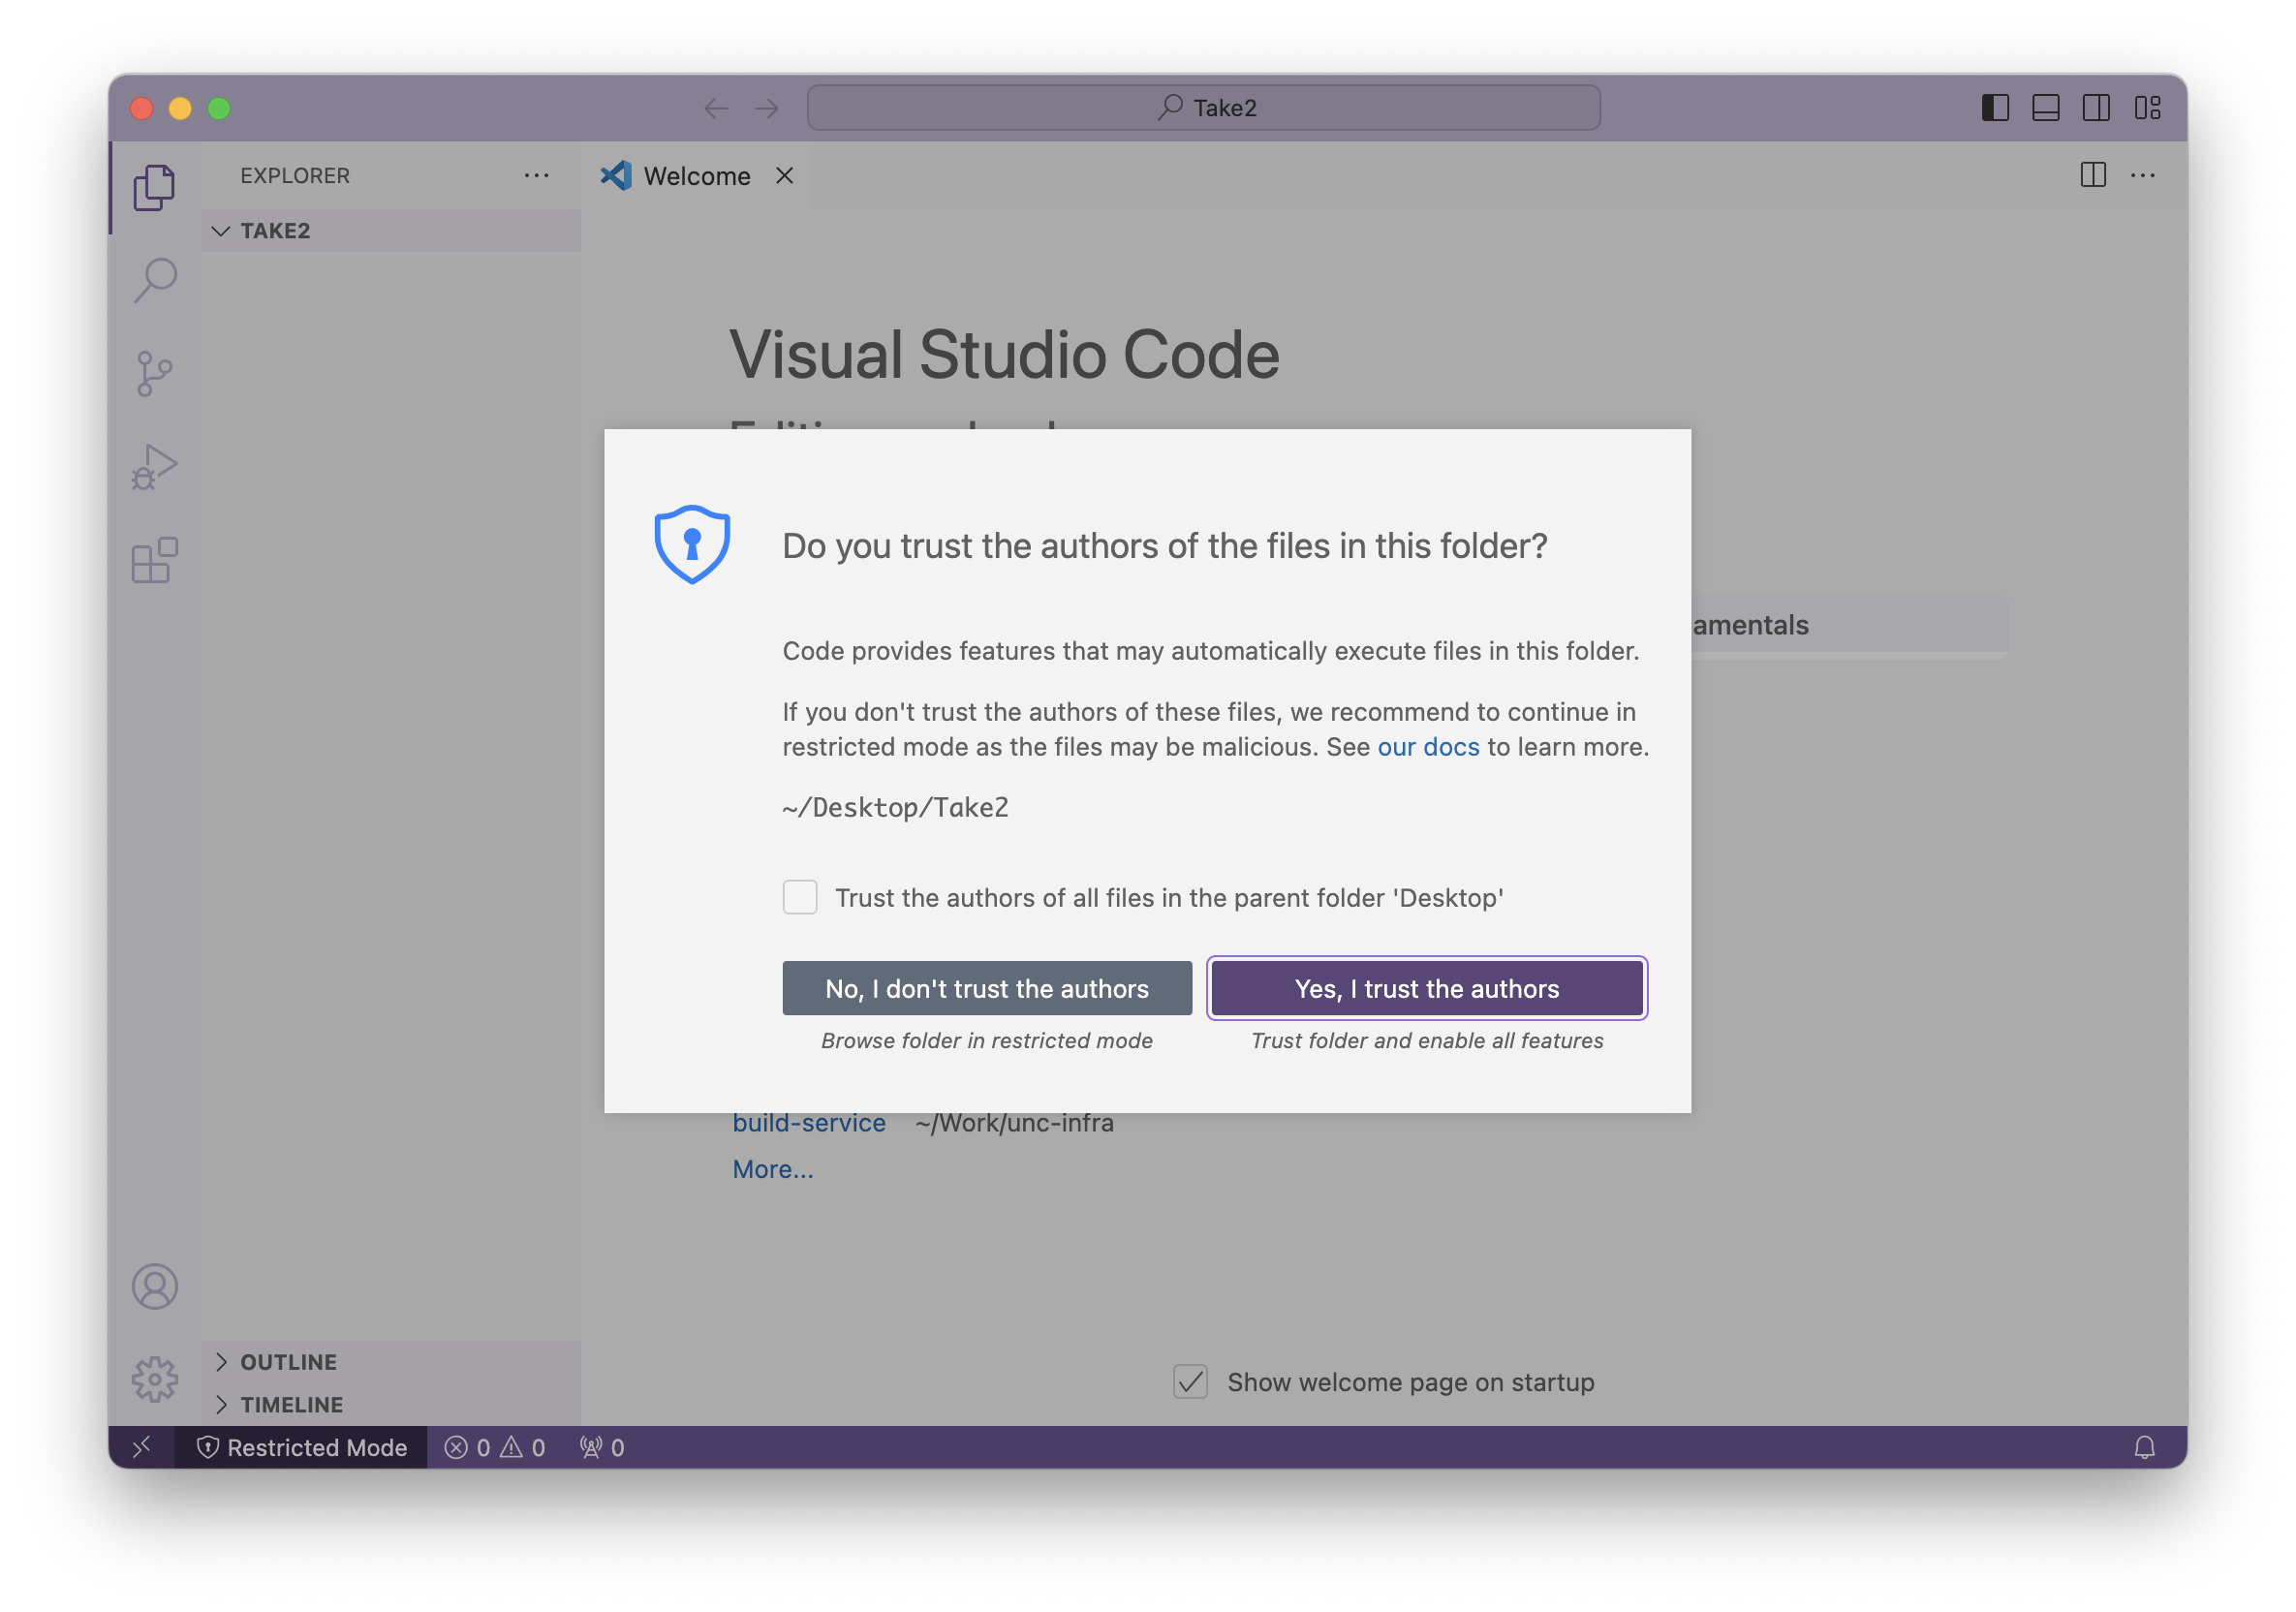 Take2
EXPLORER
Welcome
TAKE2
Visual Studio Code
Do you trust the authors of the files in this folder?
Code provides features that may automatically execute files in this folder.
If you don't trust the authors of these files, we recommend to continue in
restricted mode as the files may be malicious. See our docs to learn more.
~/Desktop/Take2
Trust the authors of all files in the parent folder 'Desktop'
No, I don't trust the authors
Yes, I trust the authors
Browse folder in restricted mode
Trust folder and enable all features
amentals
build-service ~/Work/unc-infra
More...
Show welcome page on startup
OUTLINE
TIMELINE
Restricted Mode 0 0 0